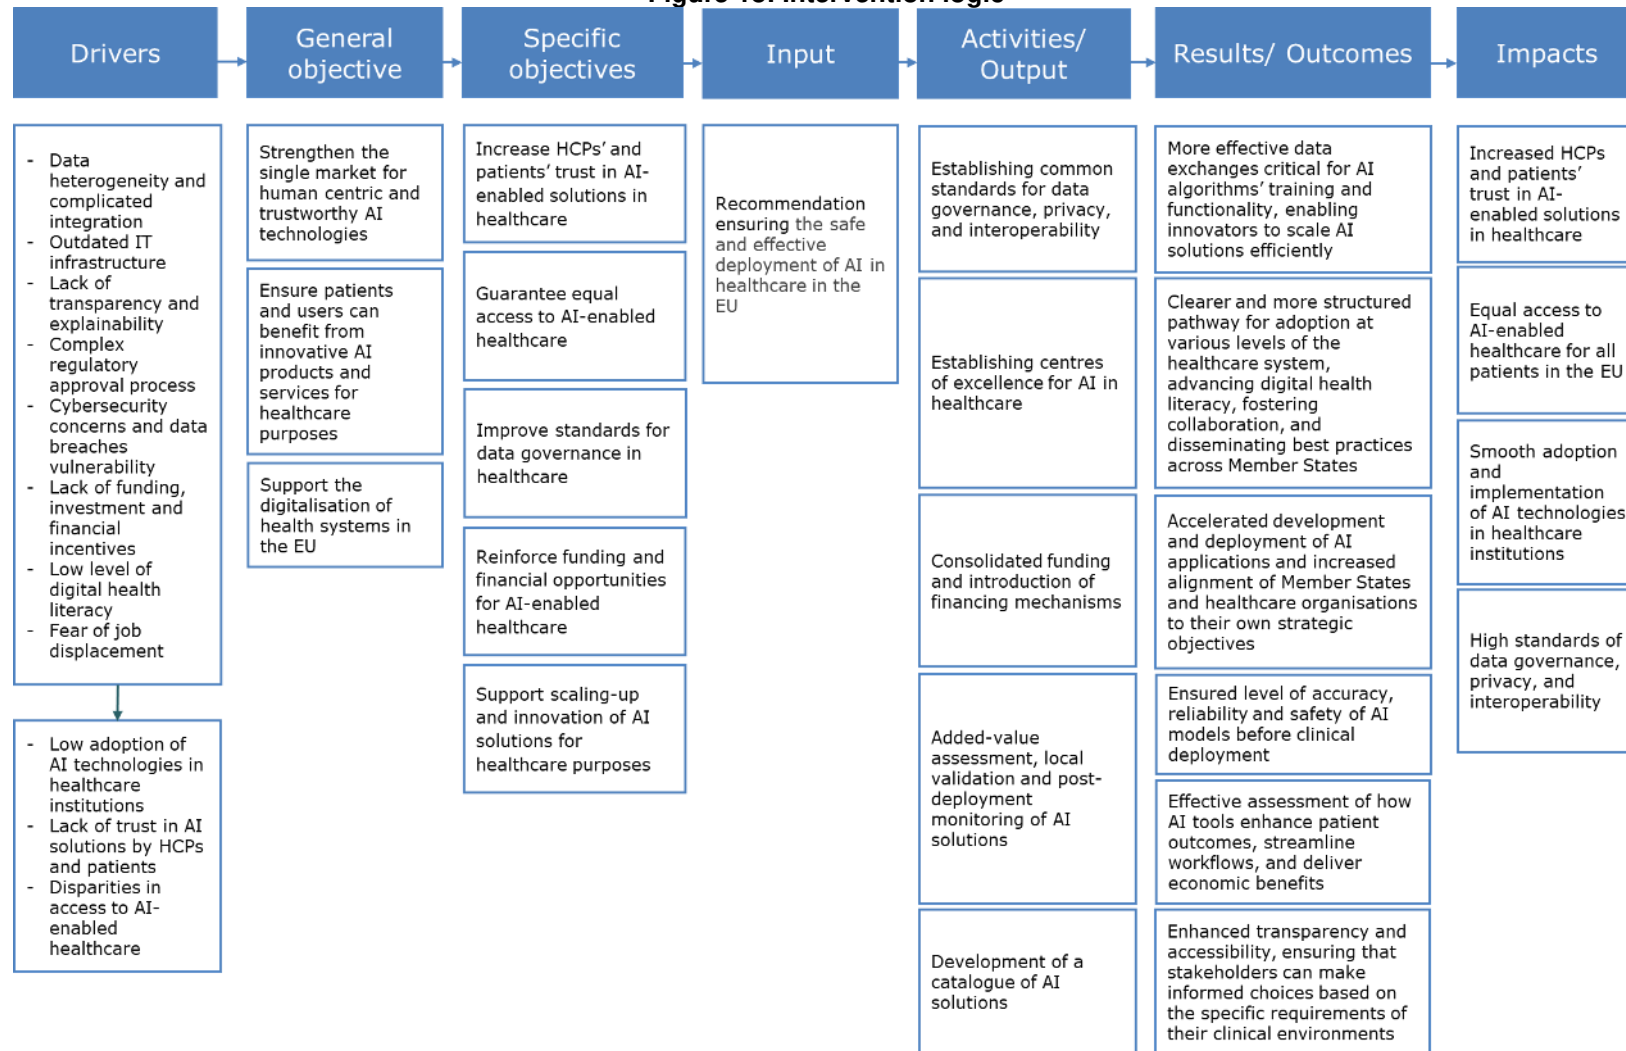 Figure 18. Intervention logic
Drivers
General
objective
Specific
objectives
Input
Activities/
Output
Results/ Outcomes
Impacts
- Data
heterogeneity and
complicated
integration
- Outdated IT
infrastructure
- Lack of
transparency and
explainability
- Complex
regulatory
approval process
- Cybersecurity
concerns and data
breaches
vulnerability
- Lack of funding,
investment and
financial
incentives
- Low level of
digital health
literacy
- Fear of job
displacement
- Low adoption of
AI technologies in
healthcare
institutions
- Lack of trust in AI
solutions by HCPs
and patients
- Disparities in
access to AI-
enabled
healthcare
Strengthen the
single market for
human centric and
trustworthy AI
technologies
Ensure patients
and users can
benefit from
innovative AI
products and
services for
healthcare
purposes
Support the
digitalisation of
health systems in
the EU
Increase HCPs’ and
patients’ trust in AI-
enabled solutions in
healthcare
Guarantee equal
access to AI-enabled
healthcare
Improve standards for
data governance in
healthcare
Reinforce funding and
financial opportunities
for AI-enabled
healthcare
Support scaling-up
and innovation of AI
solutions for
healthcare purposes
Recommendation
ensuring the safe
and effective
deployment of AI in
healthcare in the
EU
Establishing common
standards for data
governance, privacy,
and interoperability
Establishing centres
of excellence for AI in
healthcare
Consolidated funding
and introduction of
financing mechanisms
Added-value
assessment, local
validation and post-
deployment
monitoring of AI
solutions
Development of a
catalogue of AI
solutions
More effective data
exchanges critical for AI
algorithms’ training and
functionality, enabling
innovators to scale AI
solutions efficiently
Clearer and more structured
pathway for adoption at
various levels of the
healthcare system,
advancing digital health
literacy, fostering
collaboration, and
disseminating best practices
across Member States
Accelerated development
and deployment of AI
applications and increased
alignment of Member States
and healthcare organisations
to their own strategic
objectives
Ensured level of accuracy,
reliability and safety of AI
models before clinical
deployment
Effective assessment of how
AI tools enhance patient
outcomes, streamline
workflows, and deliver
economic benefits
Enhanced transparency and
accessibility, ensuring that
stakeholders can make
informed choices based on
the specific requirements of
their clinical environments
Increased HCPs
and patients’
trust in AI-
enabled solutions
in healthcare
Equal access to
AI-enabled
healthcare for all
patients in the EU
Smooth adoption
and
implementation
of AI technologies
in healthcare
institutions
High standards of
data governance,
privacy, and
interoperability